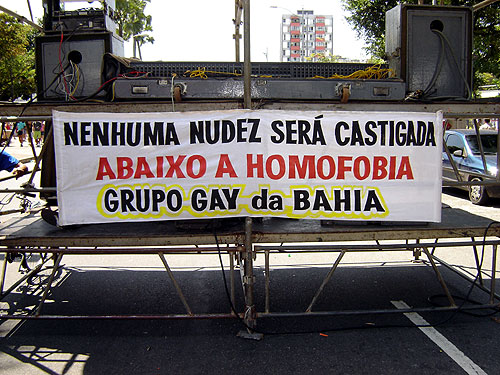 NENHUMA NUDEZ SERÁ CASTIGADA
ABAIXO A HOMOFOBIA
GRUPO GAY da BAHIA